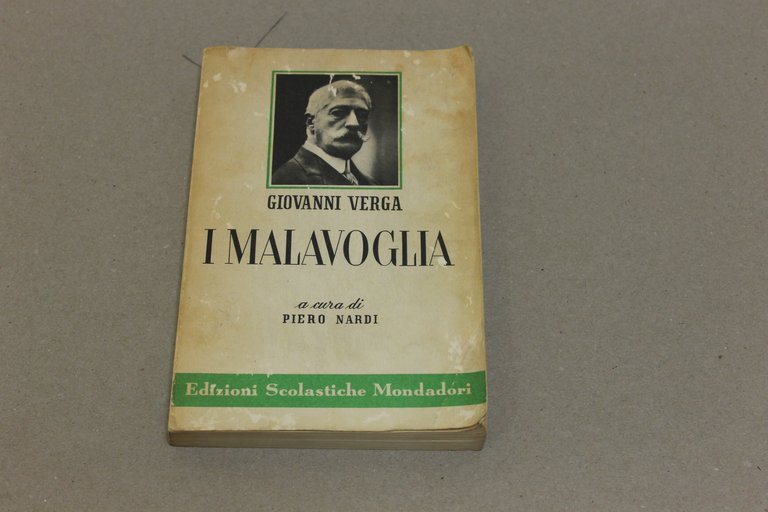 GIOVANNI VERGA
I MALAVOGLIA
a cura di
PIERO NARDI
Edizioni Scolastiche Mondadori